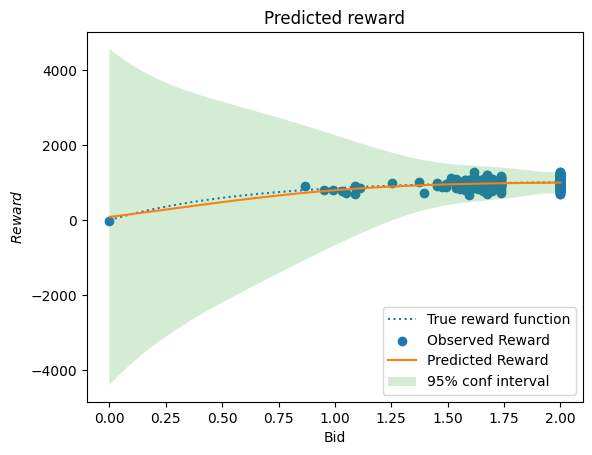 Predicted reward
Reward
4000
2000
0
−2000
−4000
True reward function
Observed Reward
Predicted Reward
95% conf interval
0.00 0.25 0.50 0.75 1.00 1.25 1.50 1.75 2.00
Bid